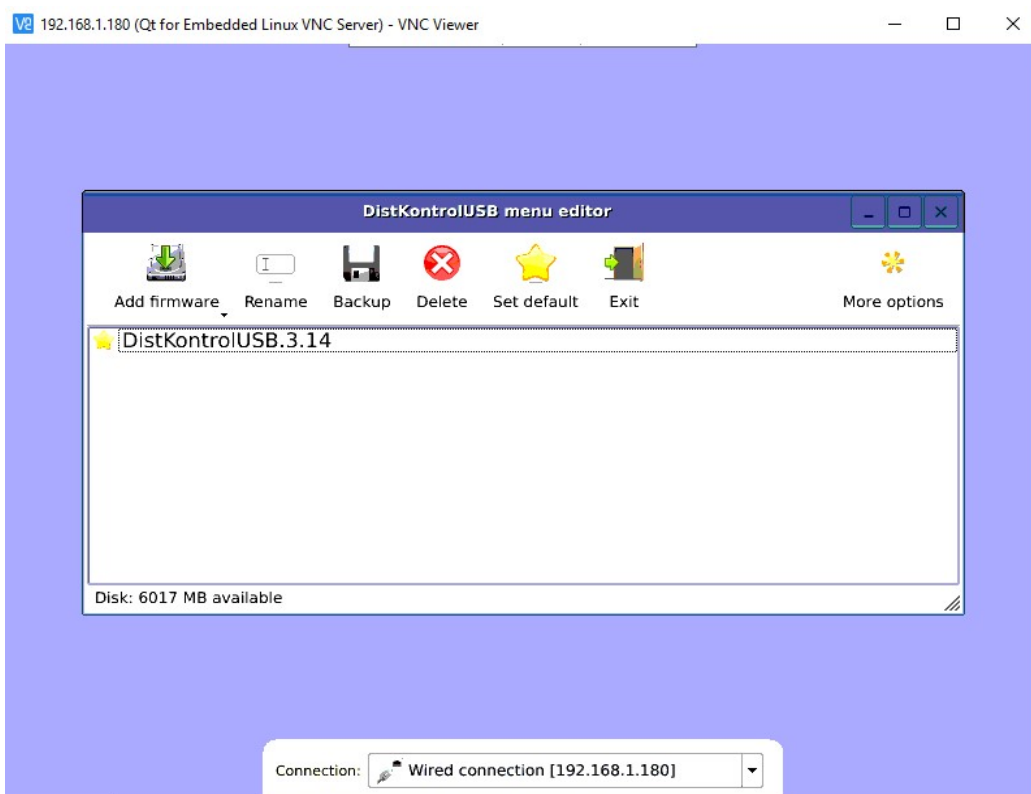 192.168.1.180 (Qt for Embedded Linux VNC Server) - VNC Viewer
DistKontrolUSB menu editor
Add firmware Rename Backup Delete Set default Exit More options
DistKontrolUSB.3.14
Disk: 6017 MB available
Connection: Wired connection [192.168.1.180]